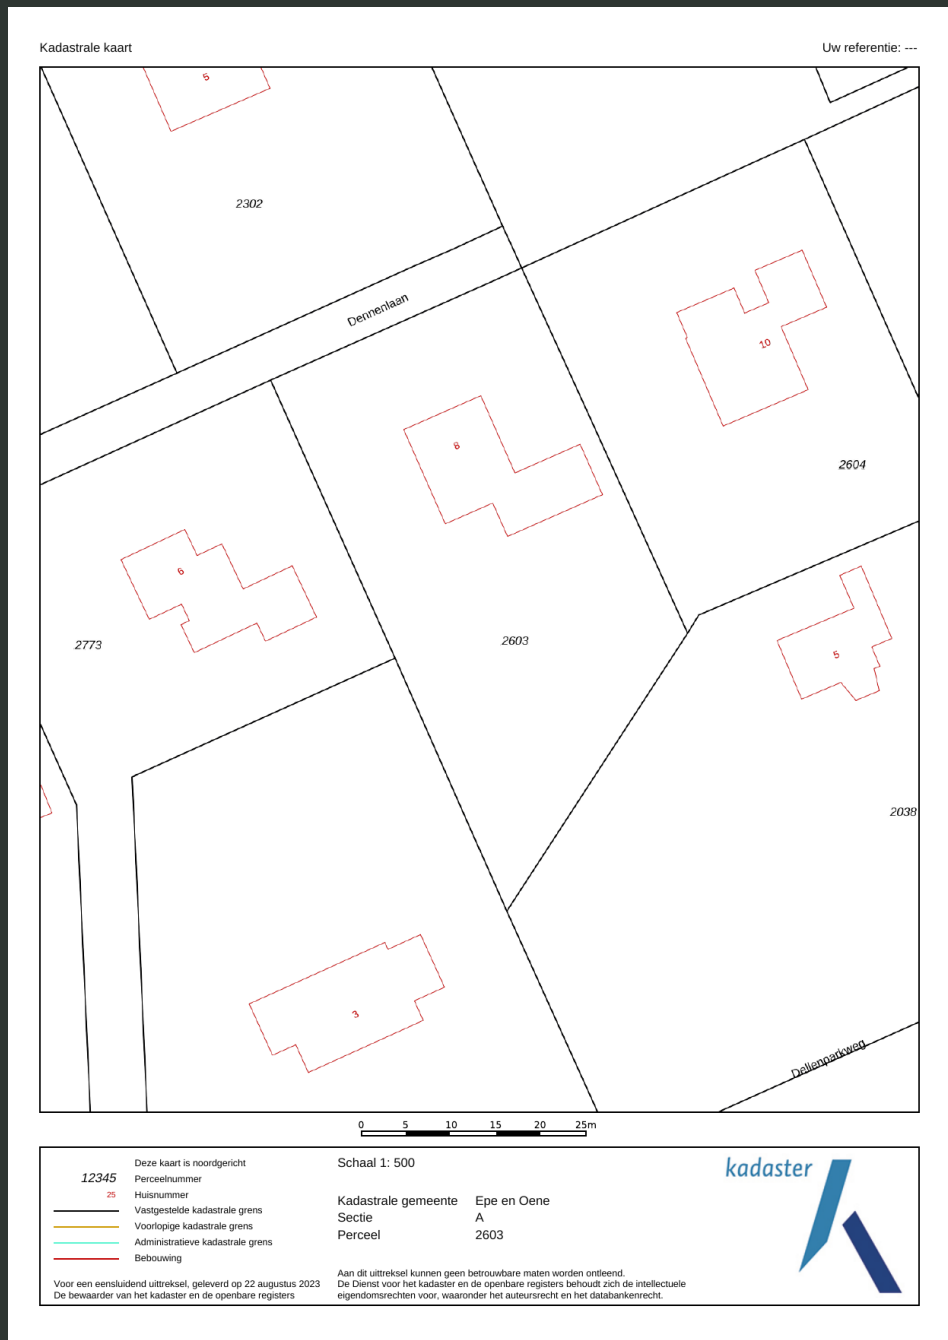 Kadastrale kaart
Uw referentie: ---
5
2302
Dennenlaan
10
8
2604
6
2773
2603
5
2038
3
Dellenparkweg
0 5 10 15 20 25m
Deze kaart is noordgericht
12345 Perceelnummer
25 Huisnummer
Vastgestelde kadastrale grens
Voorlopige kadastrale grens
Administratieve kadastrale grens
Bebouwing
Voor een eensluidend uittreksel, geleverd op 22 augustus 2023
De bewaarder van het kadaster en de openbare registers
Schaal 1: 500
Kadastrale gemeente Epe en Oene
Sectie A
Perceel 2603
Aan dit uittreksel kunnen geen betrouwbare maten worden ontleend.
De Dienst voor het kadaster en de openbare registers behoudt zich de intellectuele
eigendomsrechten voor, waaronder het auteursrecht en het databankenrecht.
kadaster